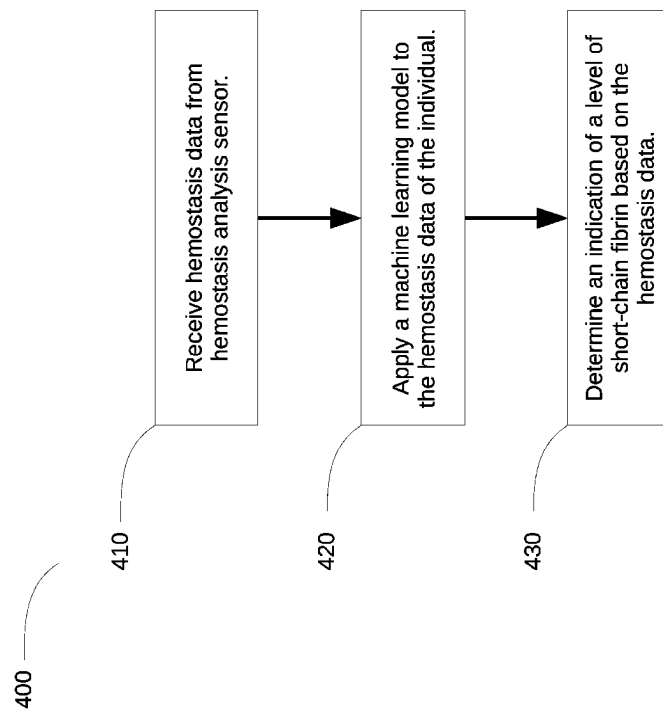 400
410
Receive hemostasis data from
hemostasis analysis sensor.
420
Apply a machine learning model to
the hemostasis data of the individual.
430
Determine an indication of a level of
short-chain fibrin based on the
hemostasis data.